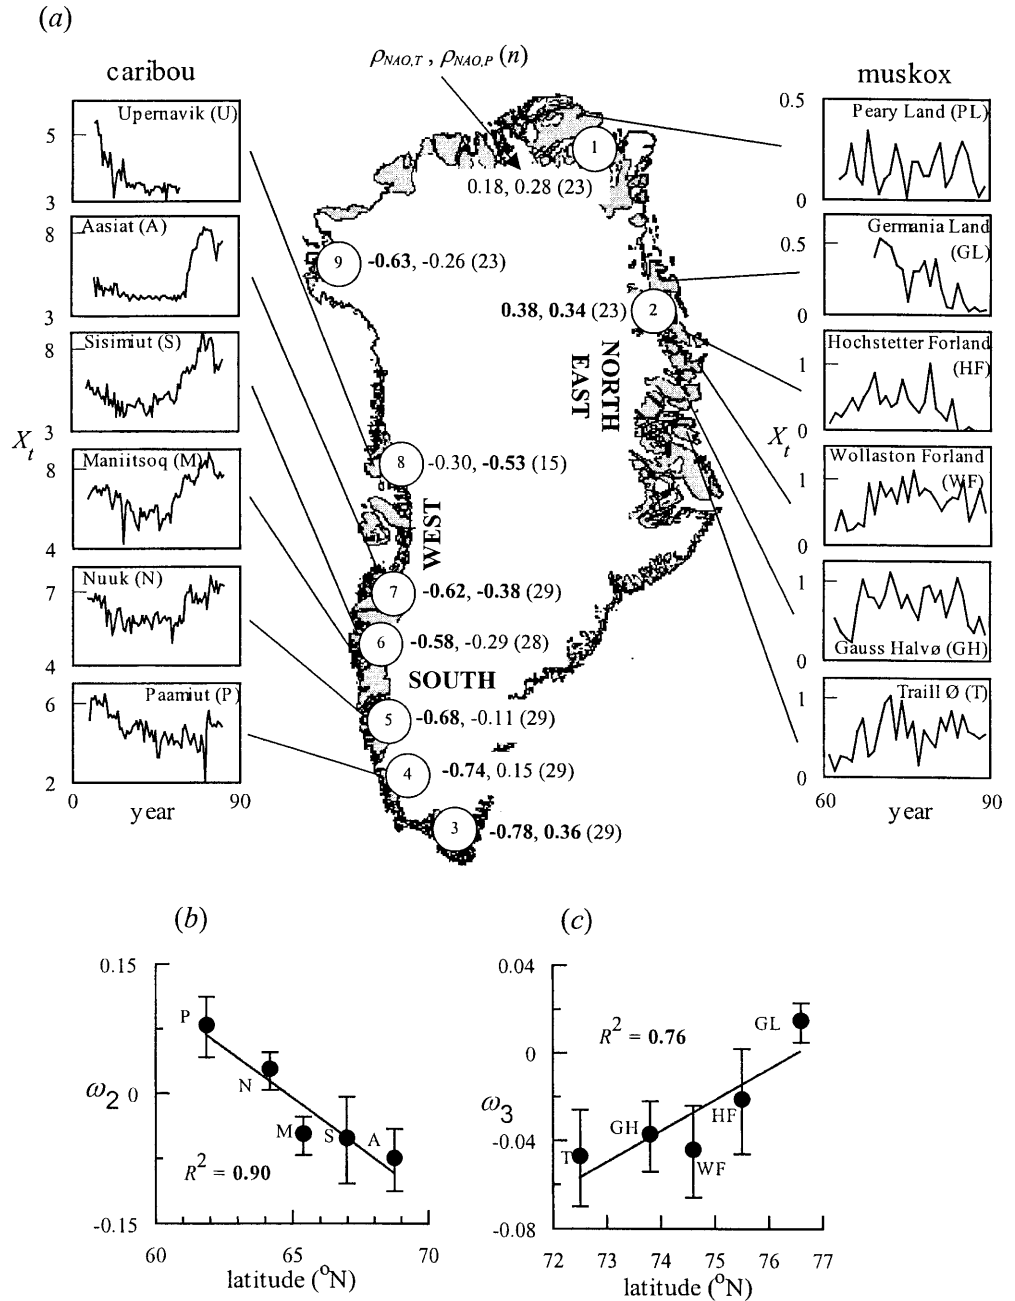 (a)
ρNAO,T , ρNAO,P (n)
caribou
muskox
Upernavik (U)
5
3
Aasiat (A)
8
3
Sisimiut (S)
8
3
Xt
Maniitsoq (M)
8
4
Nuuk (N)
7
4
Paamiut (P)
6
2
0 90
year
1
0.18, 0.28 (23)
9 -0.63, -0.26 (23)
0.38, 0.34 (23) 2
NORTH
EAST
8 -0.30, -0.53 (15)
WEST
7 -0.62, -0.38 (29)
6 -0.58, -0.29 (28)
SOUTH
5 -0.68, -0.11 (29)
4 -0.74, 0.15 (29)
3 -0.78, 0.36 (29)
0.5
Peary Land (PL)
0
Germania Land
(GL)
0.5
0
Hochstetter Forland
(HF)
1
0
Xt
Wollaston Forland
(WF)
1
0
1
Gauss Halvø (GH)
0
Traill Ø (T)
1
0
60 90
year
(b)
0.15
P
N
ω2 0
M S A
R2 = 0.90
-0.15
60 65 70
latitude (oN)
(c)
0.04
GL
R2 = 0.76
0
ω3
HF
GH
-0.04
T
WF
-0.08
72 73 74 75 76 77
latitude (oN)